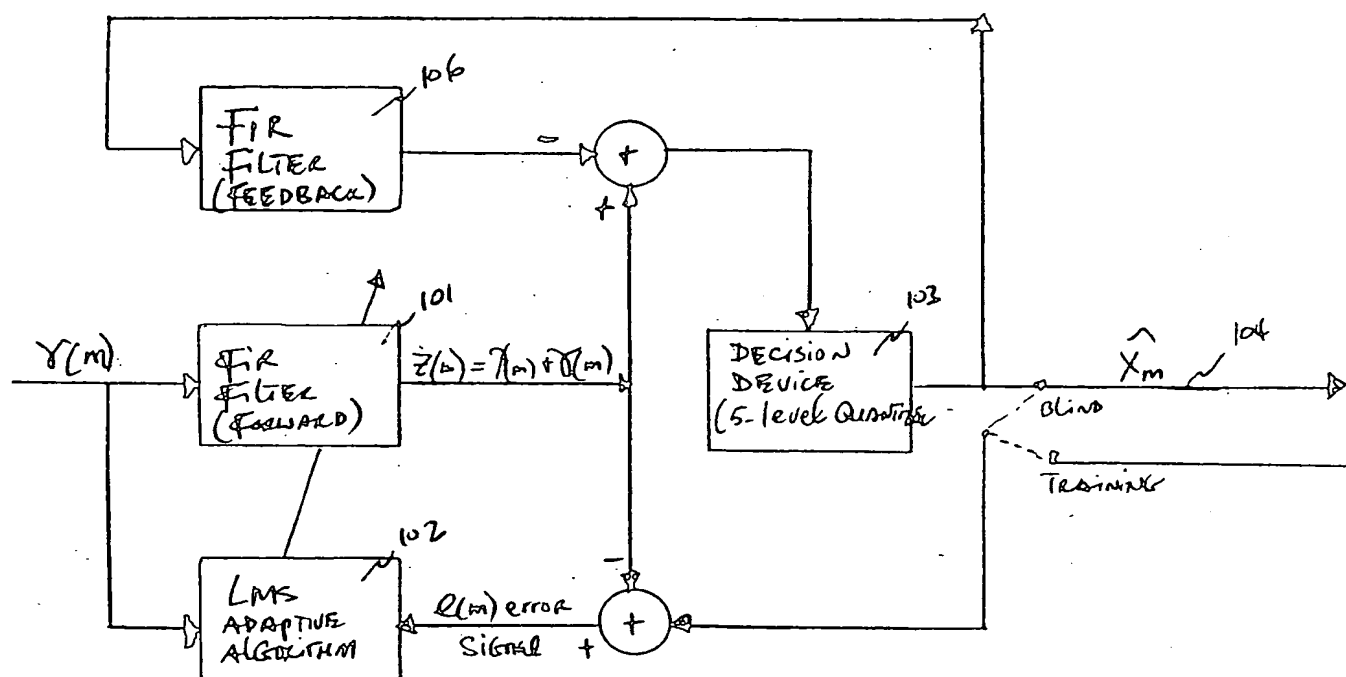 106
FIR
FILTER
(FEEDBACK)
-
+
+
101
103
104
γ(m)
FIR
FILTER
(FORWARD)
DECISION
DEVICE
(5-level QUANTIZE
X̂m
BLIND
TRAINING
102
LMS
ADAPTIVE
ALGORITHM
e(m) error
SIGNAL
-
+
+